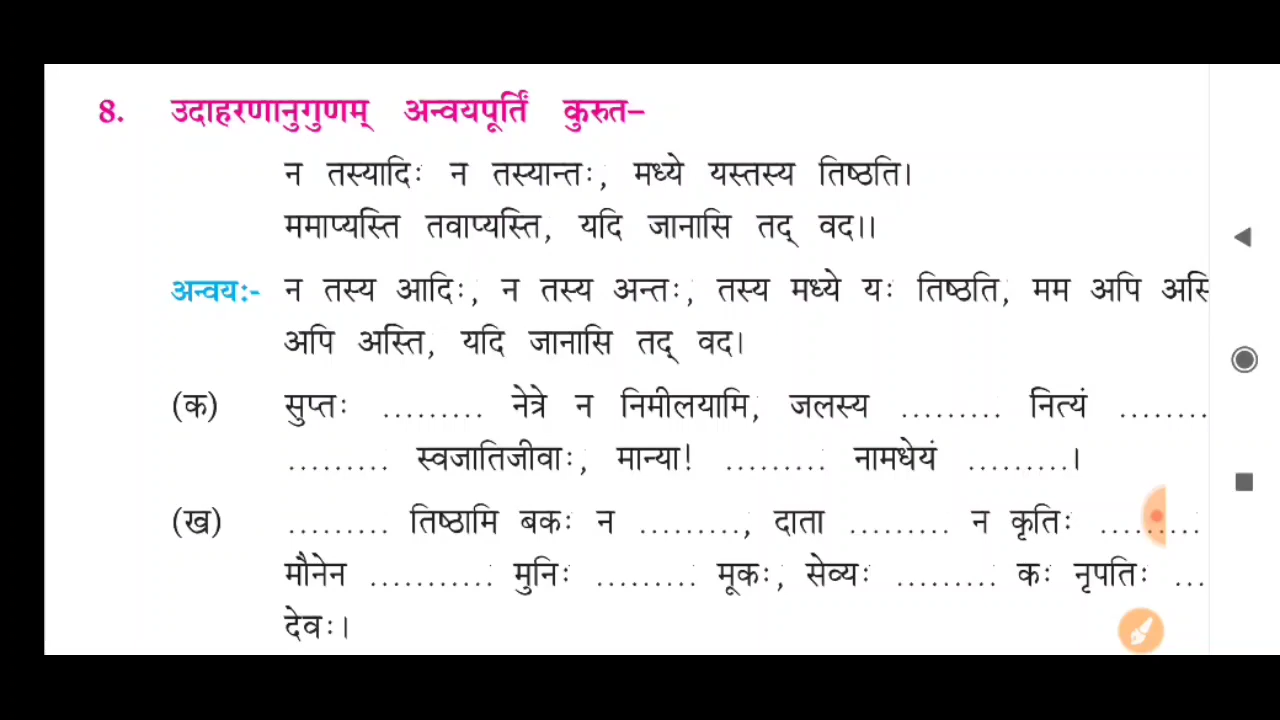 8. उदाहरणानुगुणम् अन्वयपूर्तिं कुरुत–
न तस्यादिः न तस्यान्तः, मध्ये यस्तस्य तिष्ठति।
ममाप्यस्ति तवाप्यस्ति, यदि जानासि तद् वद।।
अन्वयः- न तस्य आदिः, न तस्य अन्तः, तस्य मध्ये यः तिष्ठति, मम अपि
अपि अस्ति, यदि जानासि तद् वद।
(क) सुप्तः ......... नेत्रे न निमीलयामि, जलस्य ......... नित्यं ........
......... स्वजातिजीवाः, मान्या! ......... नामधेयं .........।
(ख) ......... तिष्ठामि बकः न ........., दाता ......... न कृतिः .........
मौनेन ........... मुनिः ......... मूकः, सेव्यः ......... कः नृपतिः ...
देवः।